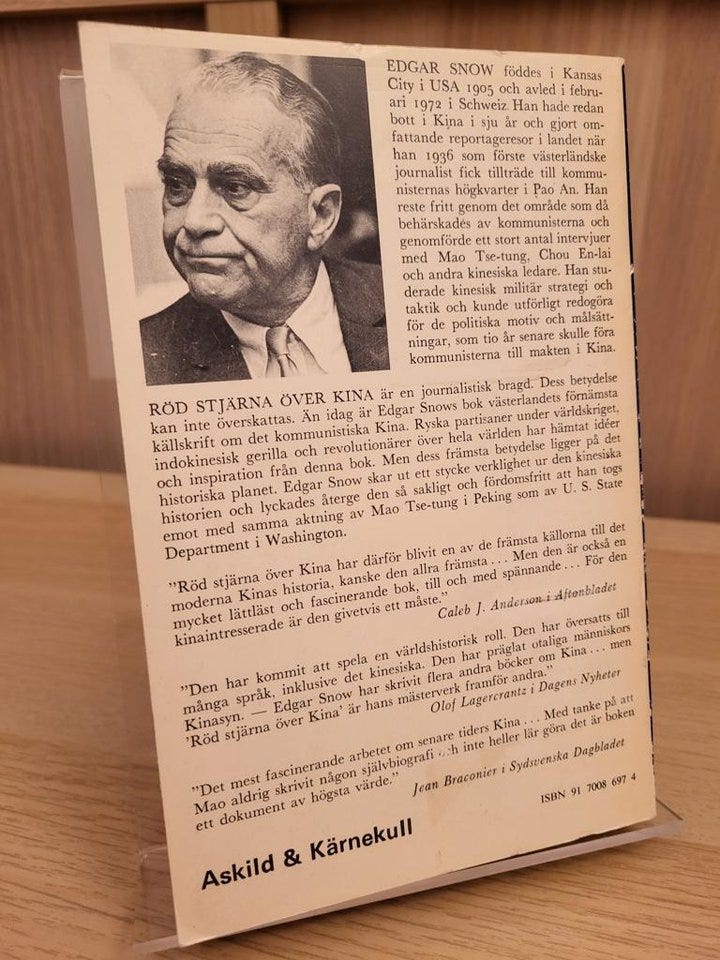 EDGAR SNOW föddes i Kansas
City i USA 1905 och avled i febru-
ari 1972 i Schweiz. Han hade redan
bott i Kina i sju år och gjort om-
fattande reportageresor i landet när
han 1936 som förste västerländske
journalist fick tillträde till kommu-
nisternas högkvarter i Pao An. Han
reste fritt genom det område som då
behärskades av kommunisterna och
genomförde ett stort antal intervjuer
med Mao Tse-tung, Chou En-lai
och andra kinesiska ledare. Han stu-
derade kinesisk militär strategi och
taktik och kunde utförligt redogöra
för de politiska motiv och målsätt-
ningar, som tio år senare skulle föra
kommunisterna till makten i Kina.
RÖD STJÄRNA ÖVER KINA är en journalistisk bragd. Dess betydelse
kan inte överskattas. Än idag är Edgar Snows bok västerlandets förnämsta
källskrift om det kommunistiska Kina. Ryska partisaner under världskriget,
indokinesisk gerilla och revolutionärer över hela världen har hämtat idéer
och inspiration från denna bok. Men dess främsta betydelse ligger på det
historiska planet. Edgar Snow skar ut ett stycke verklighet ur den kinesiska
historien och lyckades återge den så sakligt och fördomsfritt att han togs
emot med samma aktning av Mao Tse-tung i Peking som av U. S. State
Department i Washington.
"Röd stjärna över Kina har därför blivit en av de främsta källorna till det
moderna Kinas historia, kanske den allra främsta ... Men den är också en
mycket lättläst och fascinerande bok, till och med spännande ... För den
kinaintresserade är den givetvis ett måste."
Caleb J. Anderson i Aftonbladet
"Den har kommit att spela en världshistorisk roll. Den har översatts till
många språk, inklusive det kinesiska. Den har präglat otaliga människors
Kinasyn. — Edgar Snow har skrivit flera andra böcker om Kina ... men
'Röd stjärna över Kina' är hans mästerverk framför andra."
Olof Lagercrantz i Dagens Nyheter
"Det mest fascinerande arbetet om senare tiders Kina ... Med tanke på att
Mao aldrig skrivit någon självbiografi och inte heller lär göra det är boken
ett dokument av högsta värde."
Jean Braconier i Sydsvenska Dagbladet
ISBN 91 7008 697 4
Askild & Kärnekull